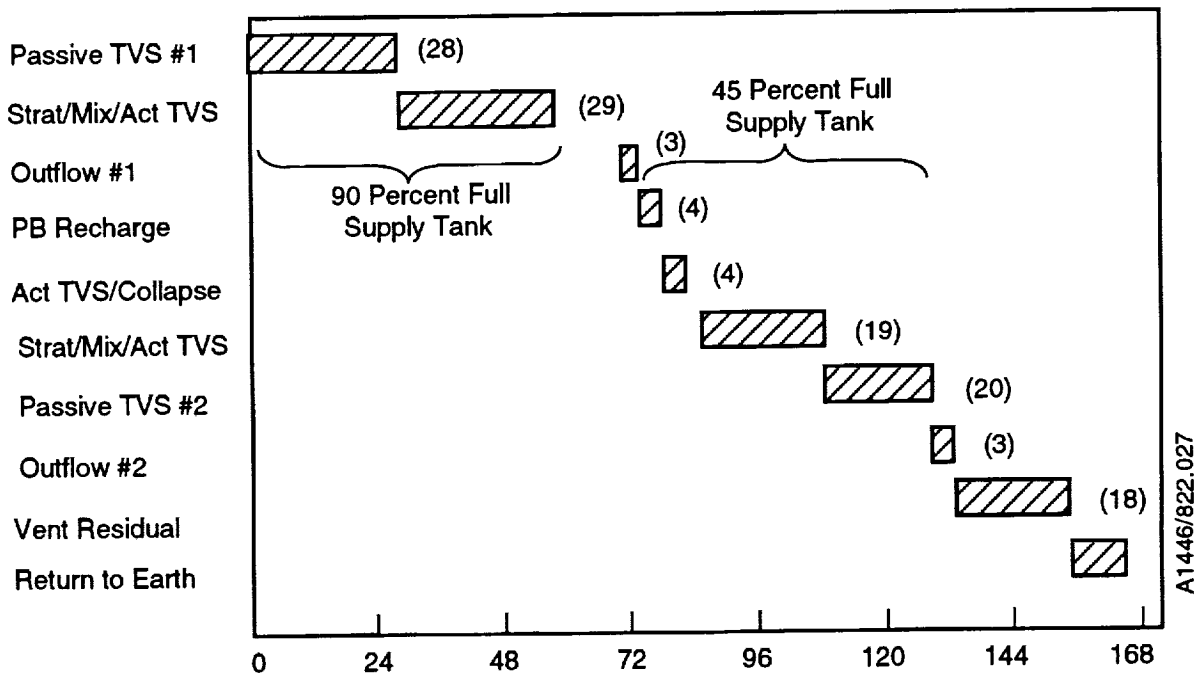 Passive TVS #1
(28)
Strat/Mix/Act TVS
(29)
45 Percent Full
Supply Tank
Outflow #1
(3)
90 Percent Full
Supply Tank
PB Recharge
(4)
Act TVS/Collapse
(4)
Strat/Mix/Act TVS
(19)
Passive TVS #2
(20)
Outflow #2
(3)
Vent Residual
(18)
Return to Earth
0 24 48 72 96 120 144 168
A1446/822.027